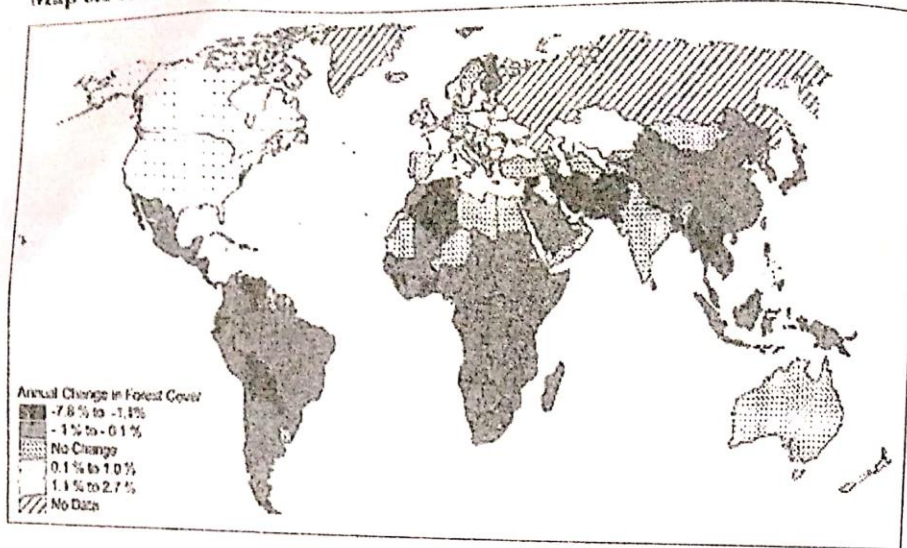 Map
Annual Change in Forest Cover
-7.8 % to -1.1%
- 1 % to - 0.1 %
No Change
0.1 % to 1.0 %
1.1 % to 2.7 %
No Data